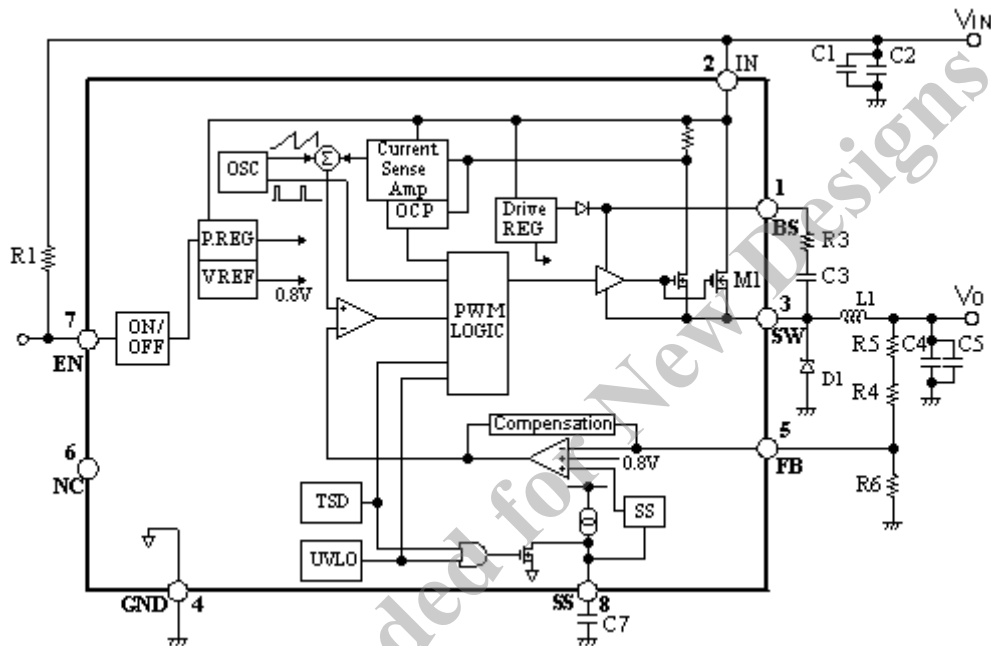 VIN
C1
C2
2
IN
OSC
Σ
Current
Sense
Amp
OCP
Drive
REG
1
BS
R3
C3
M1
R1
P.REG
VREF
0.8V
PWM
LOGIC
3
SW
L1
VO
7
EN
ON/
OFF
+
−
D1
R5
C4
C5
R4
6
NC
Compensation
−
+
+
0.8V
5
FB
R6
TSD
SS
UVLO
GND
4
SS
8
C7
ded for New Designs